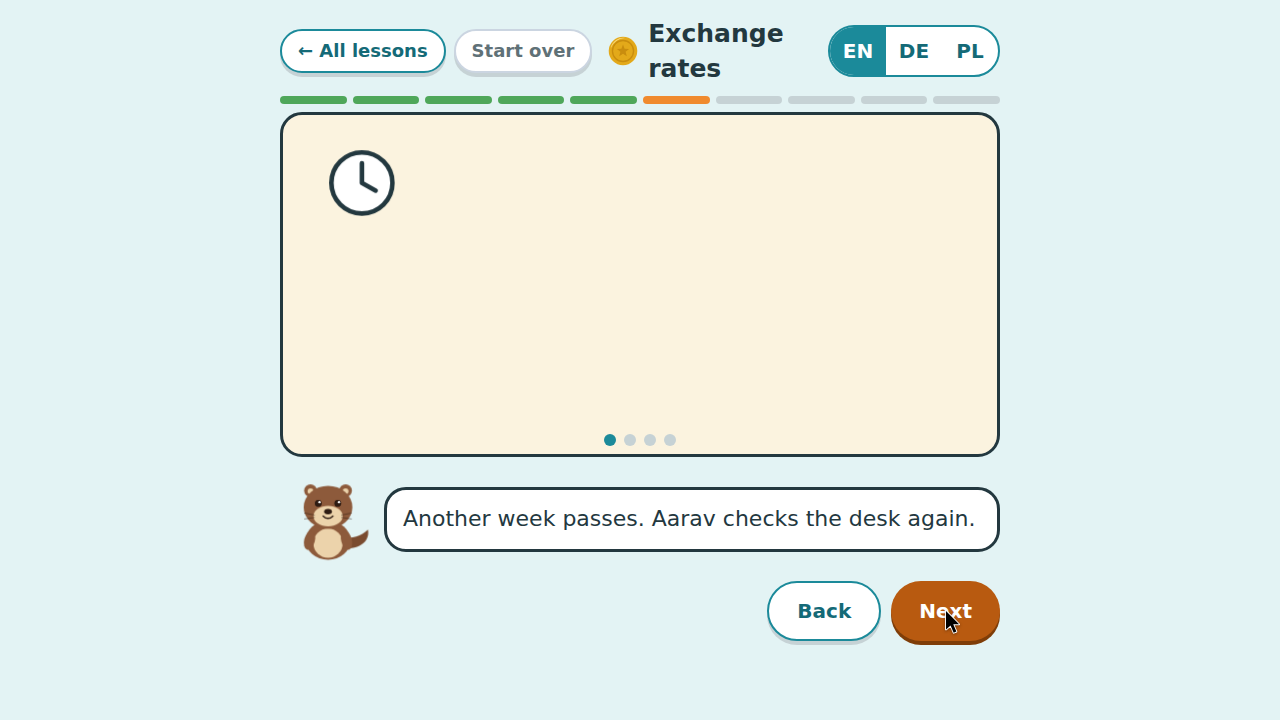 ← All lessons
Start over
Exchange
rates
EN DE PL
Another week passes. Aarav checks the desk again.
Back
Next